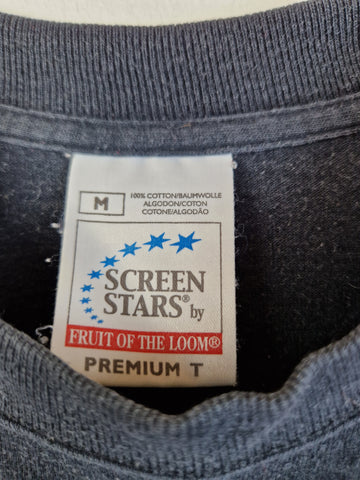 M
100% COTTON/BAUMWOLLE
ALGODON/COTON
COTONE/ALGODÃO
SCREEN
STARS® by
FRUIT OF THE LOOM®
PREMIUM T